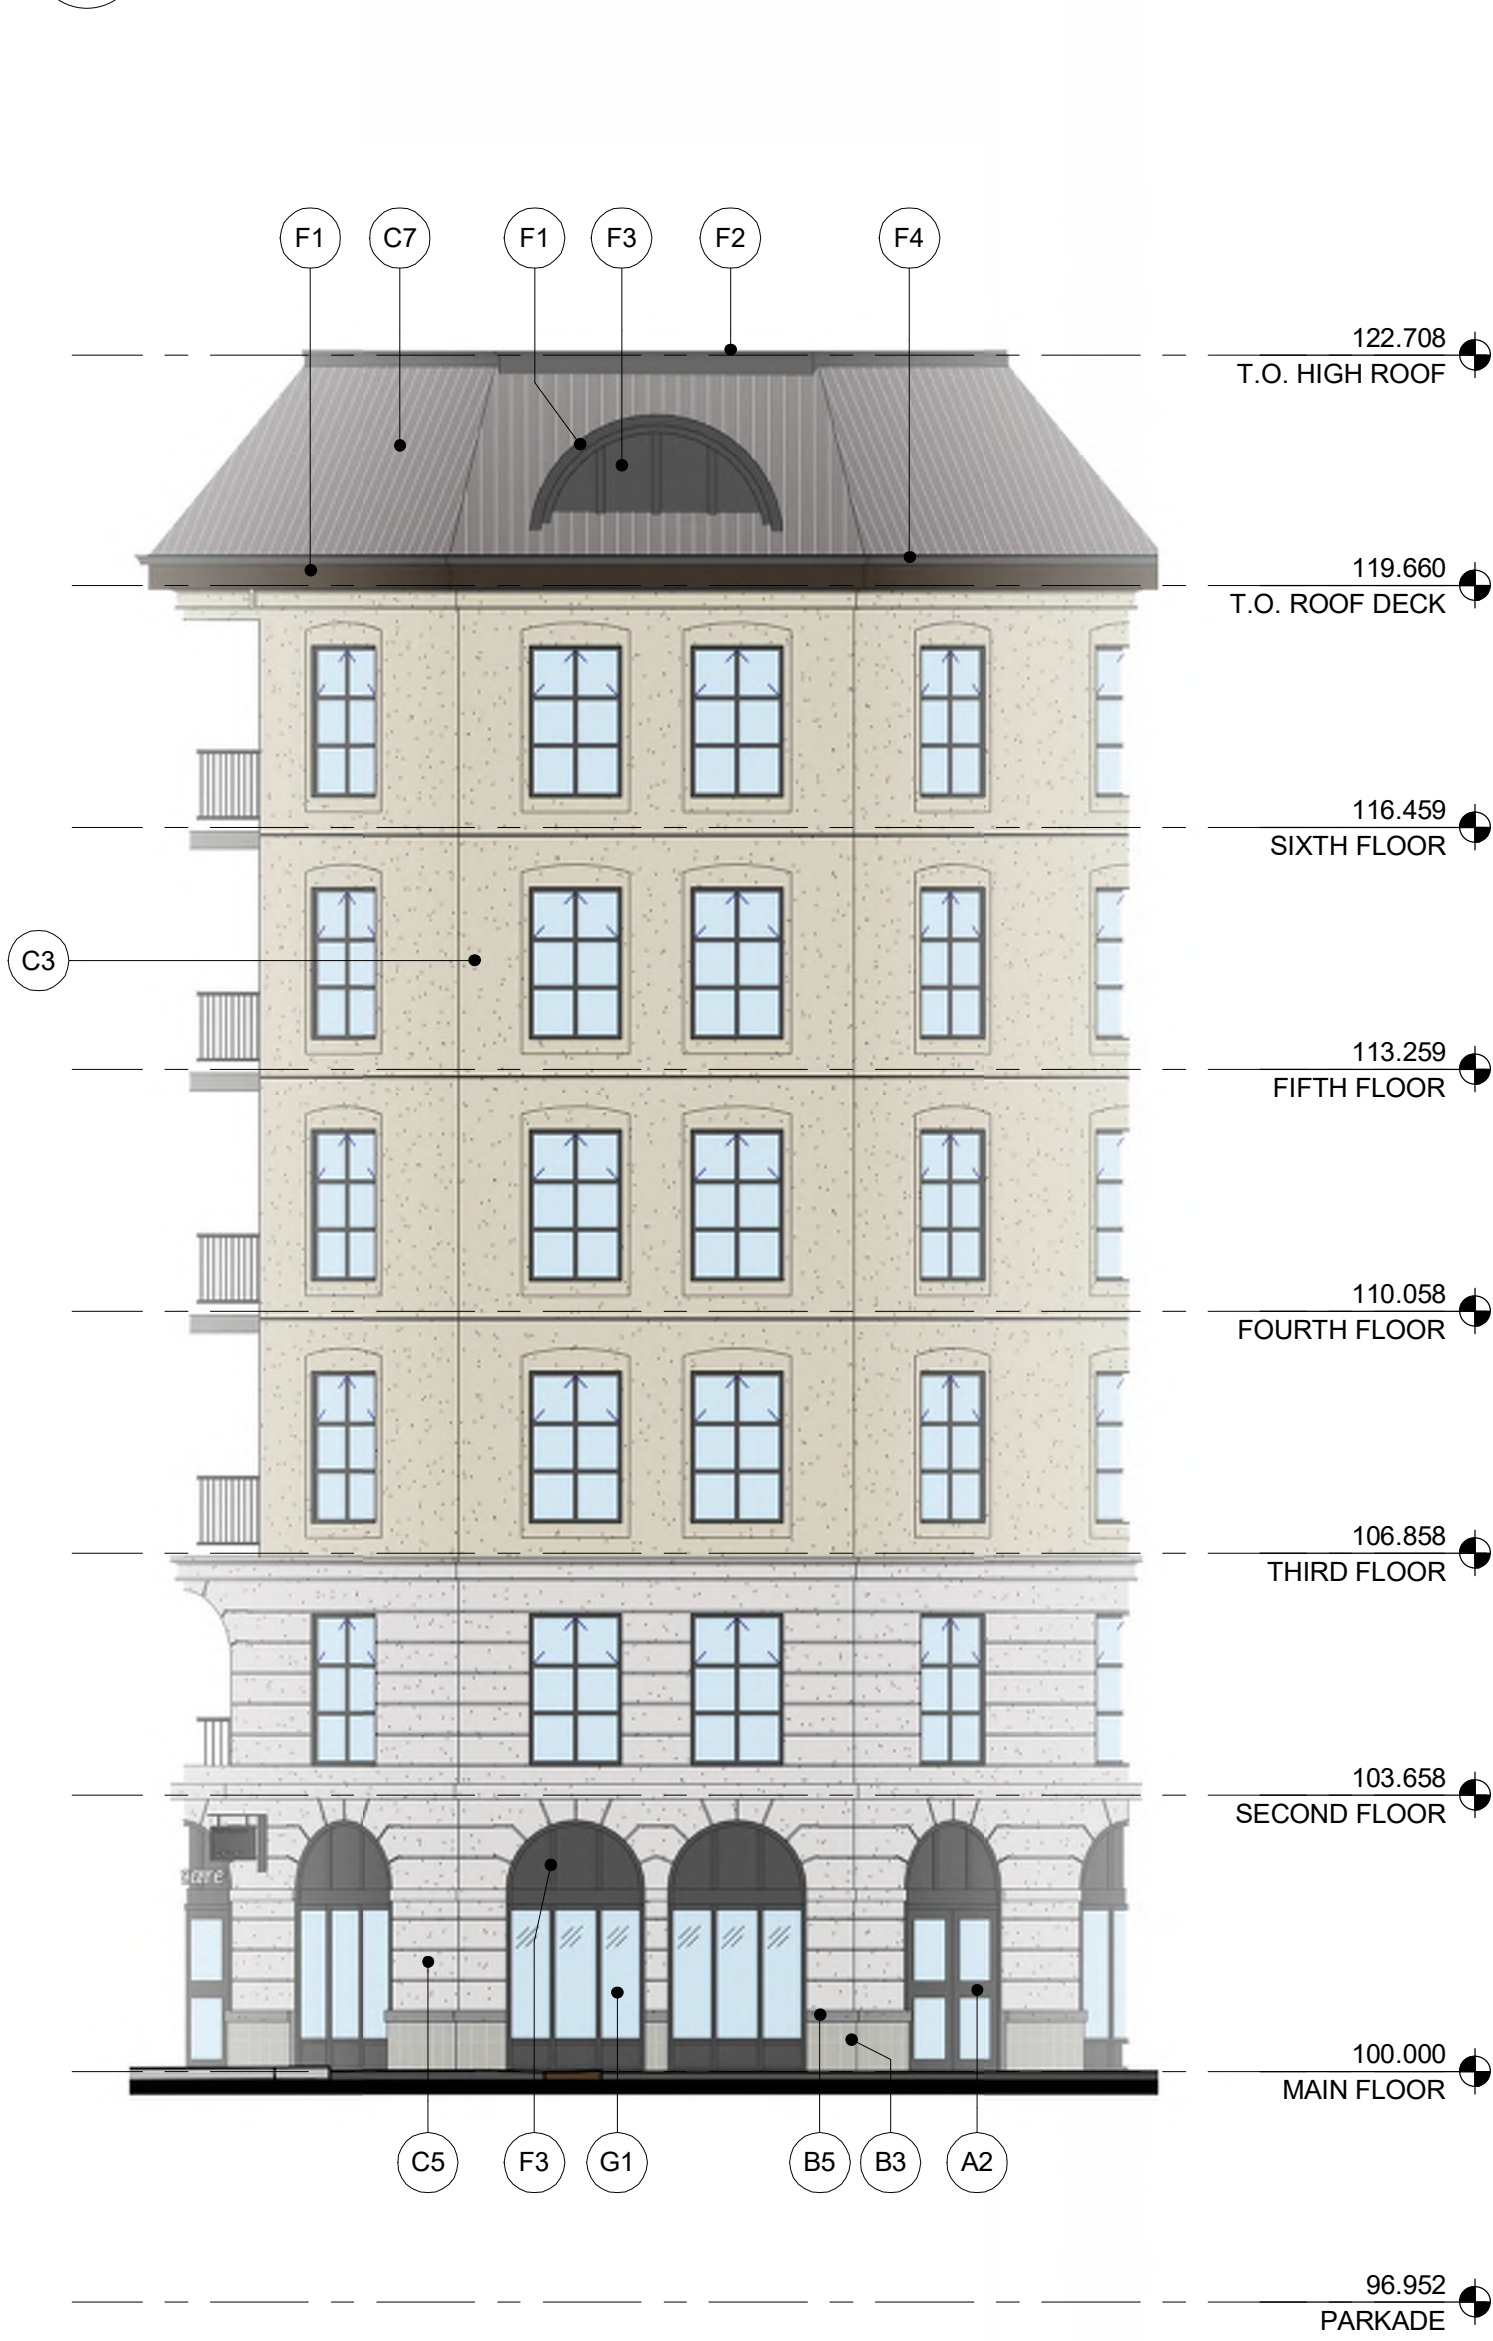 F1 C7 F1 F3 F2 F4
122.708
T.O. HIGH ROOF
119.660
T.O. ROOF DECK
116.459
SIXTH FLOOR
C3
113.259
FIFTH FLOOR
110.058
FOURTH FLOOR
106.858
THIRD FLOOR
103.658
SECOND FLOOR
100.000
MAIN FLOOR
C5 F3 G1 B5 B3 A2
96.952
PARKADE